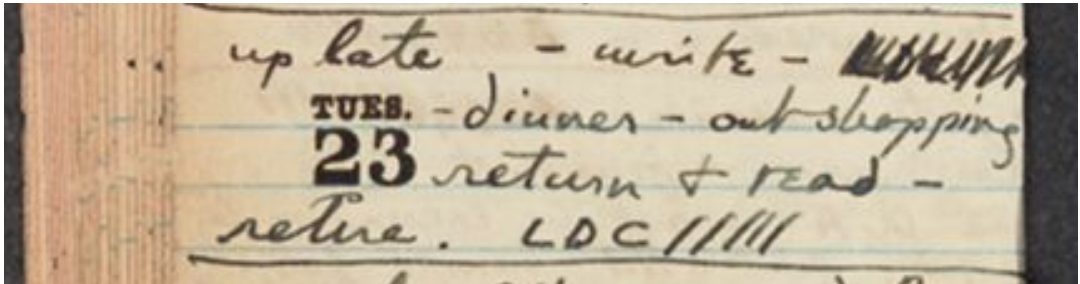 up late - write -
TUES. - dinner - out shopping
23 return + read -
retire. LDC /////